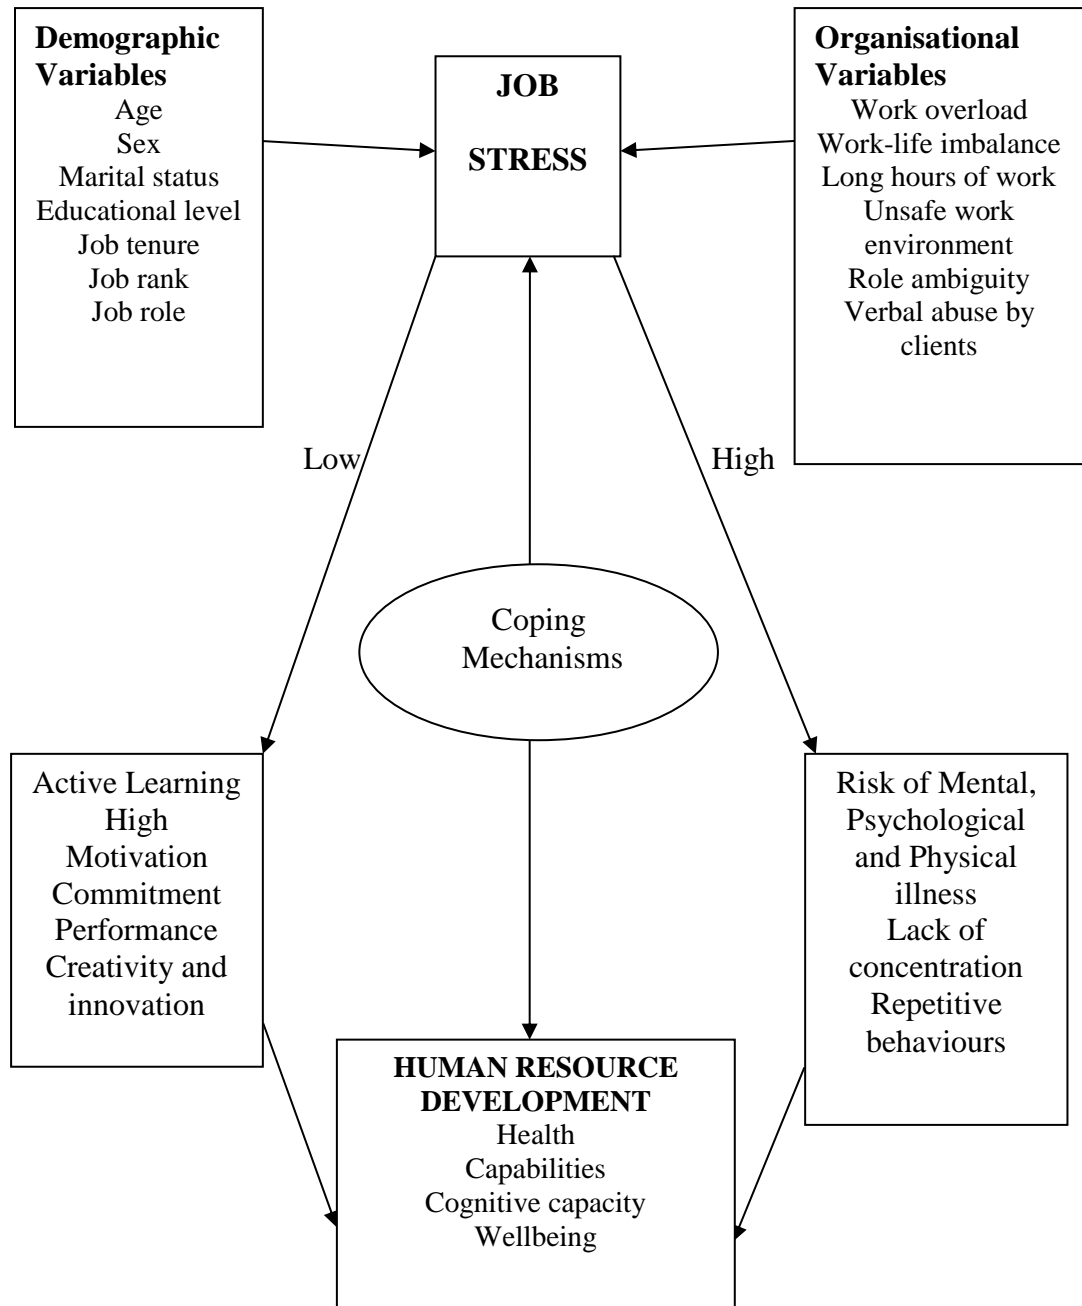 Demographic
Variables
Age
Sex
Marital status
Educational level
Job tenure
Job rank
Job role
JOB
STRESS
Organisational
Variables
Work overload
Work-life imbalance
Long hours of work
Unsafe work
environment
Role ambiguity
Verbal abuse by
clients
Low
High
Coping
Mechanisms
Active Learning
High
Motivation
Commitment
Performance
Creativity and
innovation
Risk of Mental,
Psychological
and Physical
illness
Lack of
concentration
Repetitive
behaviours
HUMAN RESOURCE
DEVELOPMENT
Health
Capabilities
Cognitive capacity
Wellbeing